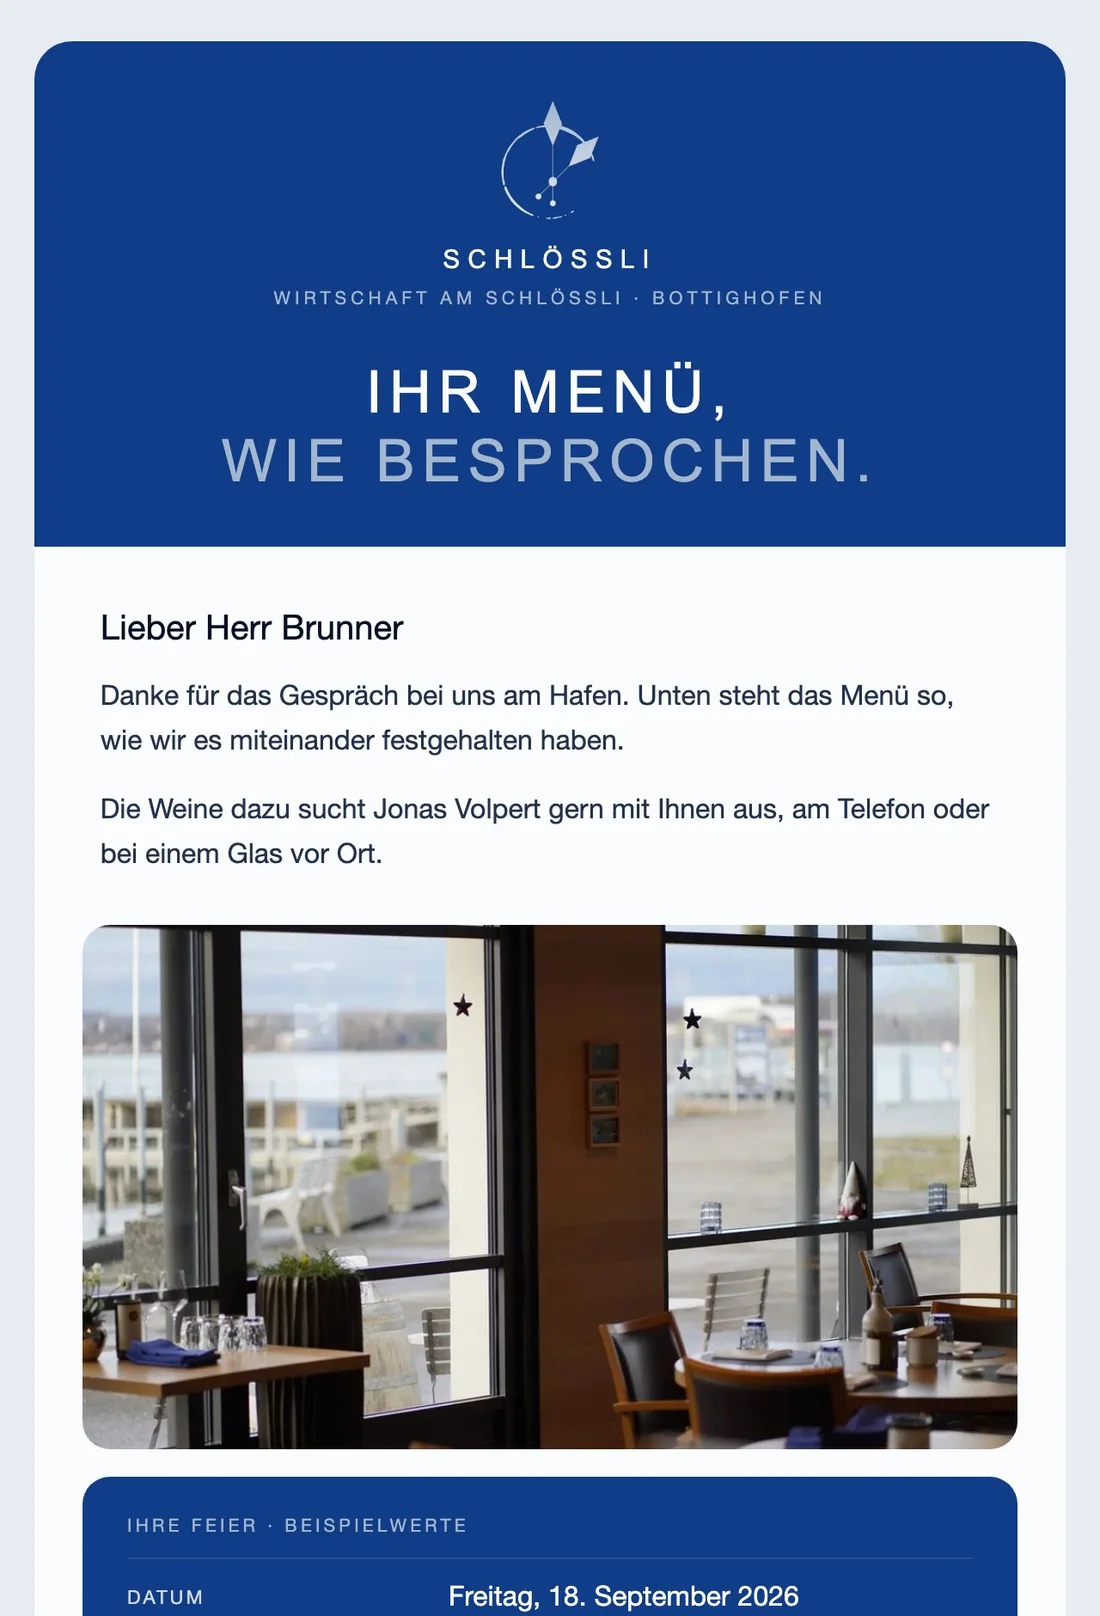 SCHLÖSSLI
WIRTSCHAFT AM SCHLÖSSLI · BOTTIGHOFEN
IHR MENÜ,
WIE BESPROCHEN.
Lieber Herr Brunner
Danke für das Gespräch bei uns am Hafen. Unten steht das Menü so,
wie wir es miteinander festgehalten haben.
Die Weine dazu sucht Jonas Volpert gern mit Ihnen aus, am Telefon oder
bei einem Glas vor Ort.
IHRE FEIER · BEISPIELWERTE
DATUM Freitag, 18. September 2026